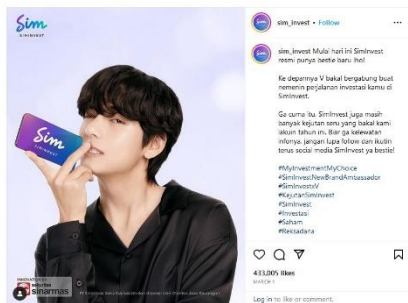 Sim
SIMINVEST
Sim
SIMINVEST
sinarmas
sim_invest • Follow
sim_invest Mulai hari ini SimInvest
resmi punya bestie baru lho!
Ke depannya V bakal bergabung buat
nemenin perjalanan investasi kamu di
SimInvest.
Ga cuma itu, SimInvest juga masih
banyak kejutan seru yang bakal kami
lakuin tahun ini. Biar ga kelewatan
infonya, jangan lupa follow dan ikutin
terus social media SimInvest ya bestie!
#MyInvestmentMyChoice
#SimInvestNewBrandAmbassador
#SimInvestxV
#KejutanSimInvest
#SimInvest
#Investasi
#Saham
#Reksadana
433,005 likes
MARCH 1
Log in to like or comment.